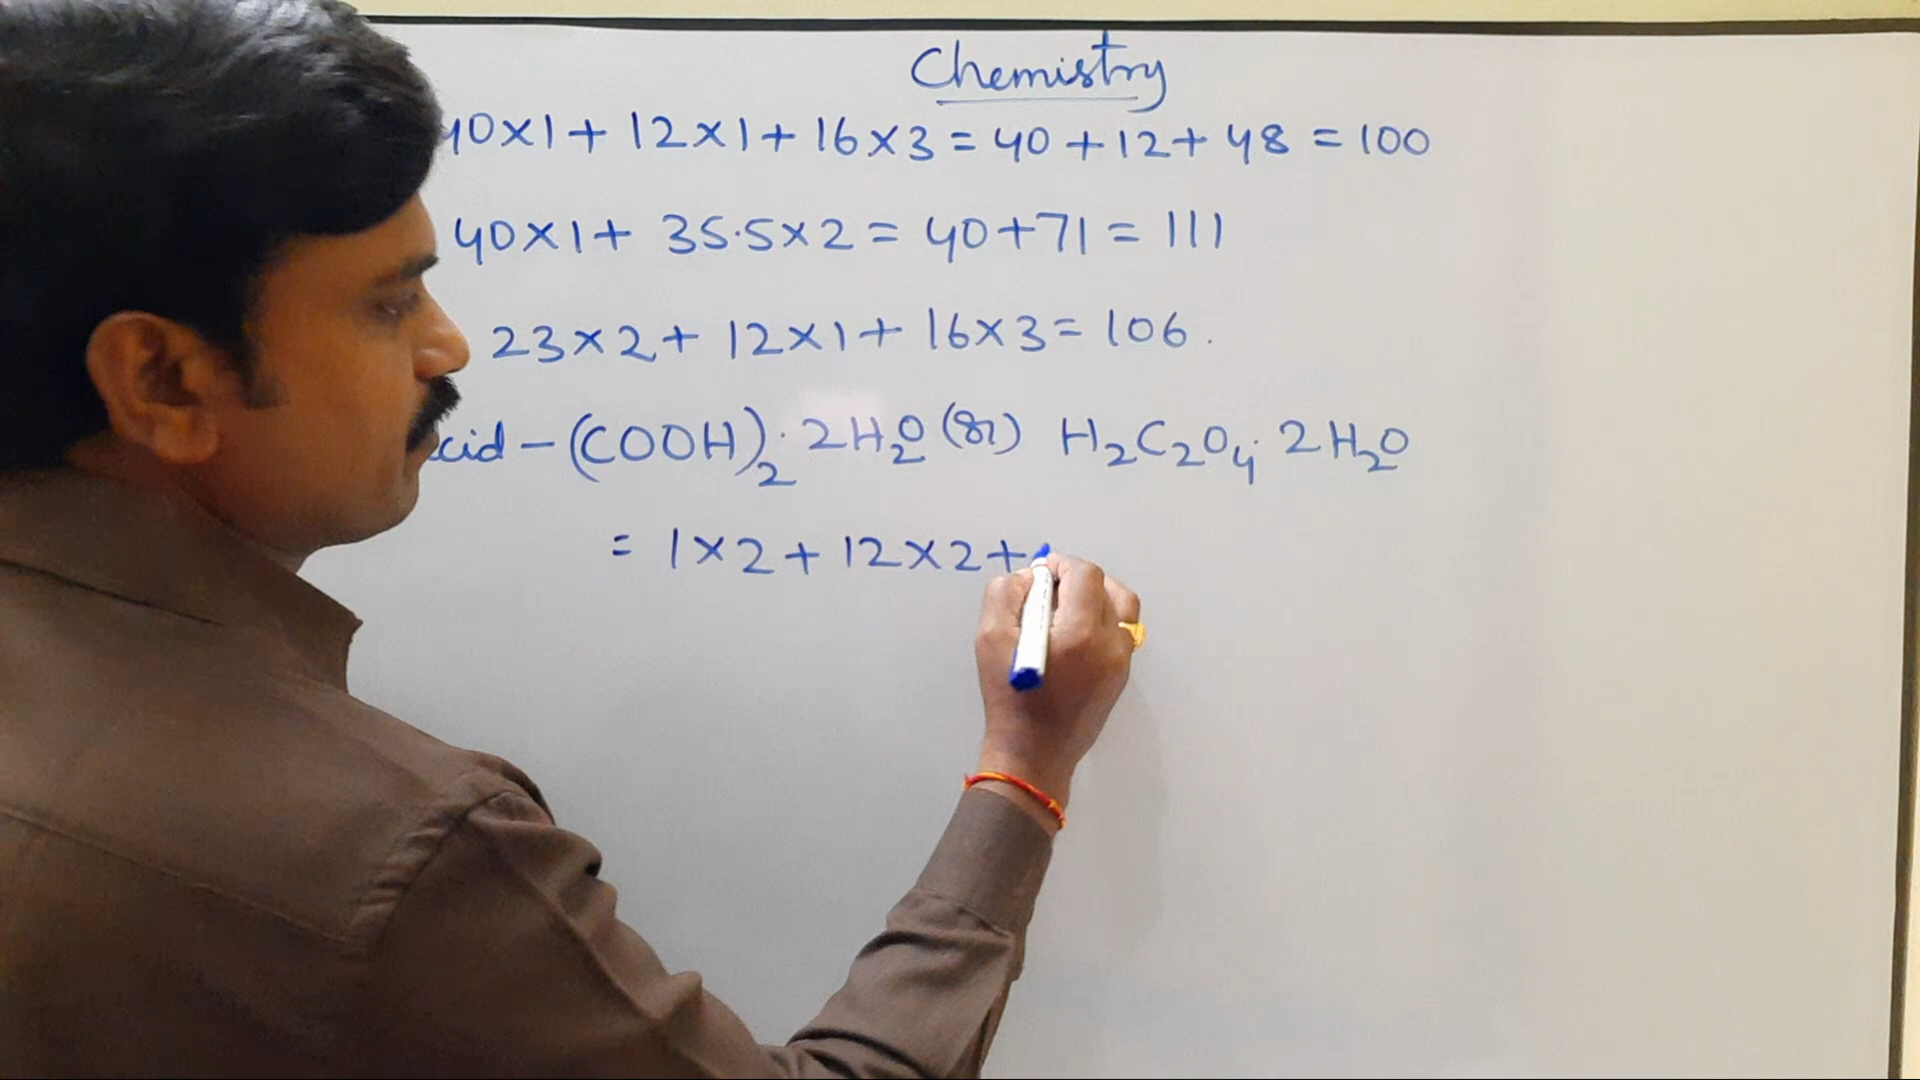 Chemistry
40×1+ 12×1+ 16×3 = 40+12+48 = 100
40×1+ 35.5×2 = 40+71 = 111
23×2+ 12×1+ 16×3= 106.
cid – (COOH)₂. 2H₂O (or) H₂C₂O₄. 2H₂O
= 1×2+ 12×2+